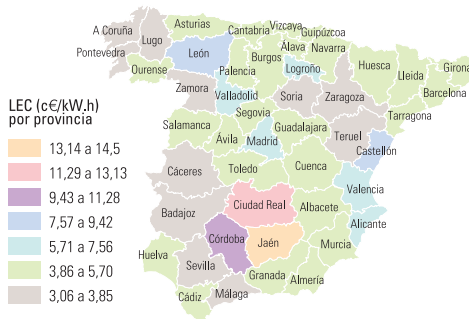 A Coruña
Lugo
Asturias
Cantabria
Vizcaya
Guipúzcoa
Pontevedra
Ourense
León
Palencia
Burgos
Álava
Navarra
Logroño
Huesca
Lleida
Girona
Barcelona
Zamora
Valladolid
Soria
Zaragoza
Tarragona
Segovia
Salamanca
Ávila
Madrid
Guadalajara
Teruel
Castellón
Cáceres
Toledo
Cuenca
Valencia
Badajoz
Ciudad Real
Albacete
Alicante
Huelva
Córdoba
Jaén
Murcia
Sevilla
Granada
Almería
Cádiz
Málaga
LEC (c€/kW.h)
por provincia
13,14 a 14,5
11,29 a 13,13
9,43 a 11,28
7,57 a 9,42
5,71 a 7,56
3,86 a 5,70
3,06 a 3,85